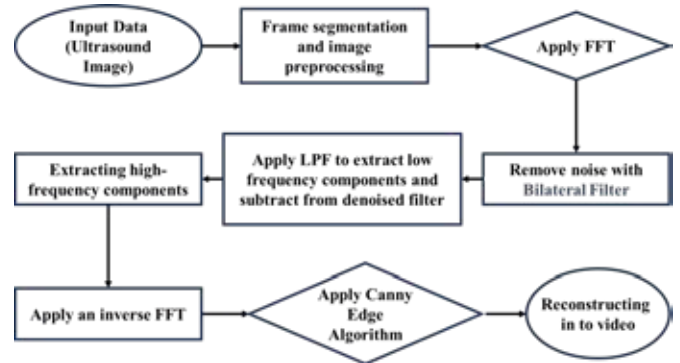 Input Data
(Ultrasound
Image)
Frame segmentation
and image
preprocessing
Apply FFT
Remove noise with
Bilateral Filter
Apply LPF to extract low
frequency components and
subtract from denoised filter
Extracting high-
frequency components
Apply an inverse FFT
Apply Canny
Edge
Algorithm
Reconstructing
in to video